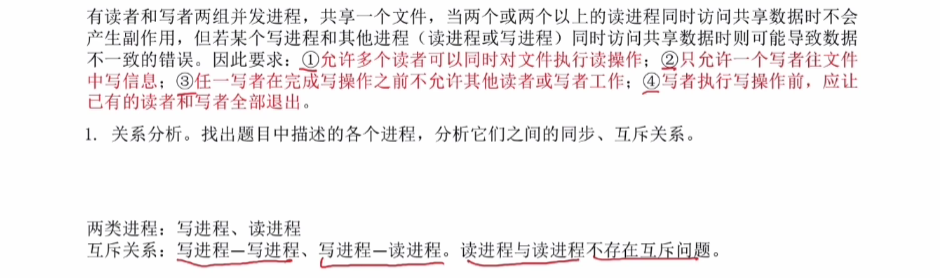 有读者和写者两组并发进程，共享一个文件，当两个或两个以上的读进程同时访问共享数据时不会
产生副作用，但若某个写进程和其他进程（读进程或写进程）同时访问共享数据时则可能导致数据
不一致的错误。因此要求：①允许多个读者可以同时对文件执行读操作；②只允许一个写者往文件
中写信息；③任一写者在完成写操作之前不允许其他读者或写者工作；④写者执行写操作前，应让
已有的读者和写者全部退出。
1. 关系分析。找出题目中描述的各个进程，分析它们之间的同步、互斥关系。
两类进程：写进程、读进程
互斥关系：写进程—写进程、写进程—读进程。读进程与读进程不存在互斥问题。